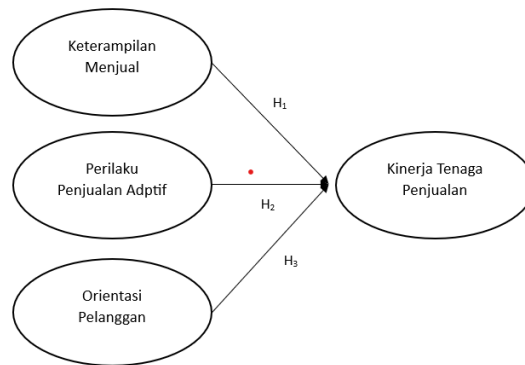 Keterampilan
Menjual
H₁
Perilaku
Penjualan Adptif
H₂
Kinerja Tenaga
Penjualan
H₃
Orientasi
Pelanggan